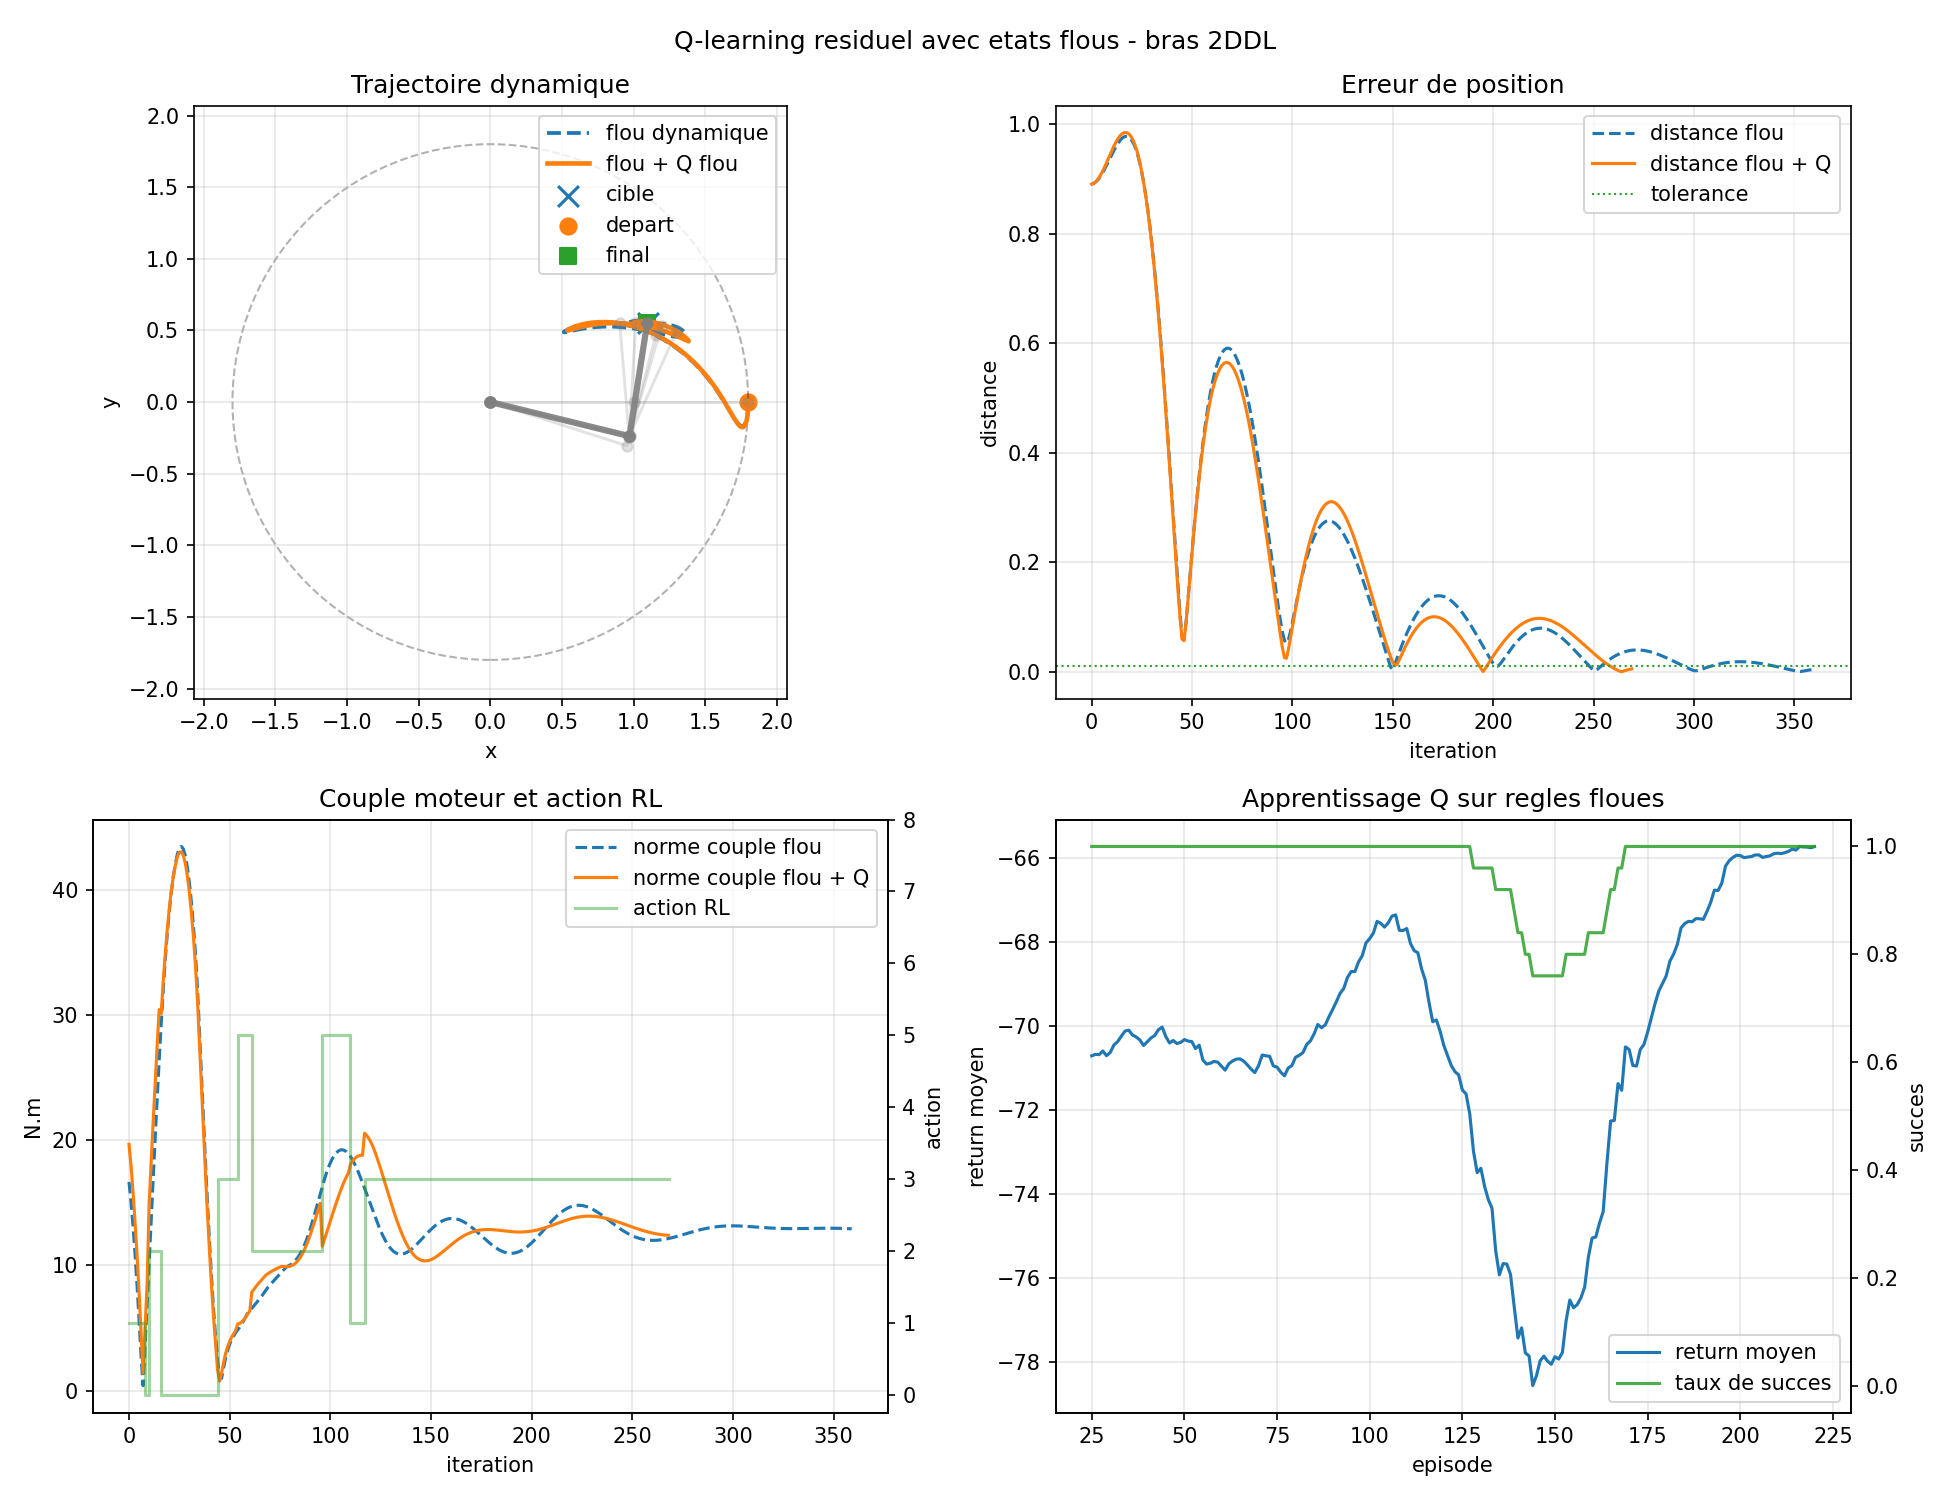 Q-learning residuel avec etats flous - bras 2DDL
Trajectoire dynamique
flou dynamique
flou + Q flou
cible
depart
final
2.0
1.5
1.0
0.5
0.0
−0.5
−1.0
−1.5
−2.0
y
−2.0 −1.5 −1.0 −0.5 0.0 0.5 1.0 1.5 2.0
x
Erreur de position
distance flou
distance flou + Q
tolerance
1.0
0.8
0.6
0.4
0.2
0.0
distance
0 50 100 150 200 250 300 350
iteration
Couple moteur et action RL
norme couple flou
norme couple flou + Q
action RL
40
30
20
10
0
N.m
8
7
6
5
4
3
2
1
0
action
0 50 100 150 200 250 300 350
iteration
Apprentissage Q sur regles floues
−66
−68
−70
−72
−74
−76
−78
return moyen
1.0
0.8
0.6
0.4
0.2
0.0
succes
return moyen
taux de succes
25 50 75 100 125 150 175 200 225
episode